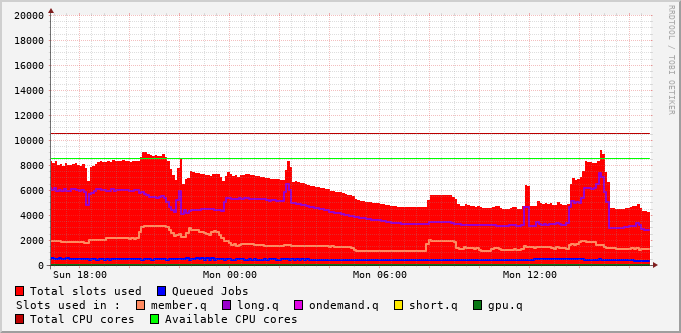 20000
18000
16000
14000
12000
10000
8000
6000
4000
2000
0
Sun 18:00 Mon 00:00 Mon 06:00 Mon 12:00
Total slots used Queued Jobs
Slots used in : member.q long.q ondemand.q short.q gpu.q
Total CPU cores Available CPU cores
RRDTOOL / TOBI OETIKER